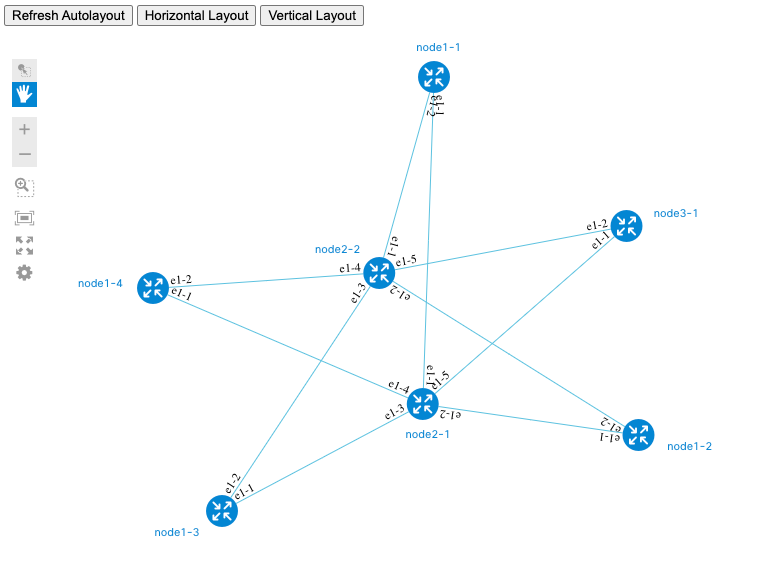 Refresh Autolayout
Horizontal Layout
Vertical Layout
node1-1
e1-2
e1-1
node3-1
e1-2
e1-1
node2-2
e1-1
e1-5
e1-4
e1-3
e1-2
node1-4
e1-2
e1-1
e1-1
e1-5
e1-4
e1-3
e1-2
node2-1
e1-2
e1-1
node1-2
e1-2
e1-1
node1-3